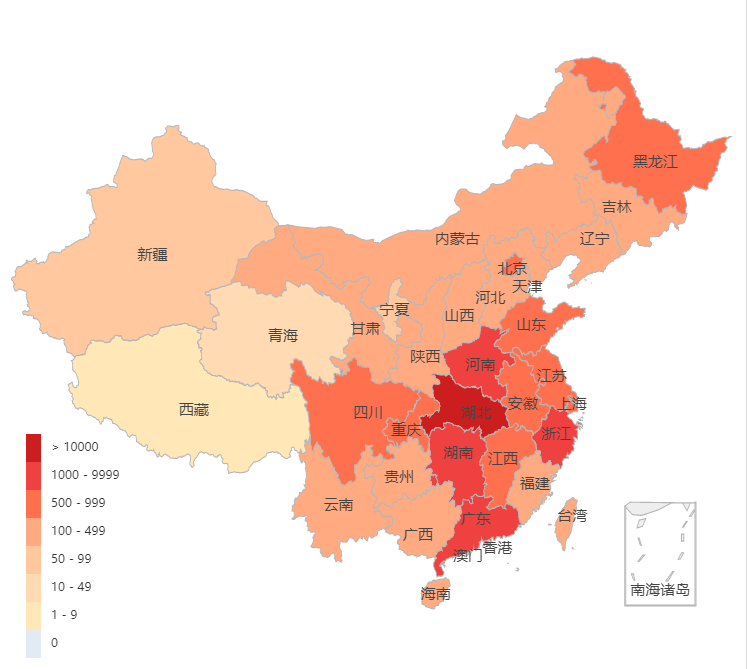 黑龙江
吉林
辽宁
内蒙古
新疆
北京
天津
河北
宁夏
山西
甘肃
青海
山东
陕西
河南
江苏
西藏
四川
湖北
安徽
上海
重庆
浙江
湖南
江西
贵州
福建
云南
广东
台湾
广西
香港
澳门
海南
南海诸岛
> 10000
1000 - 9999
500 - 999
100 - 499
50 - 99
10 - 49
1 - 9
0